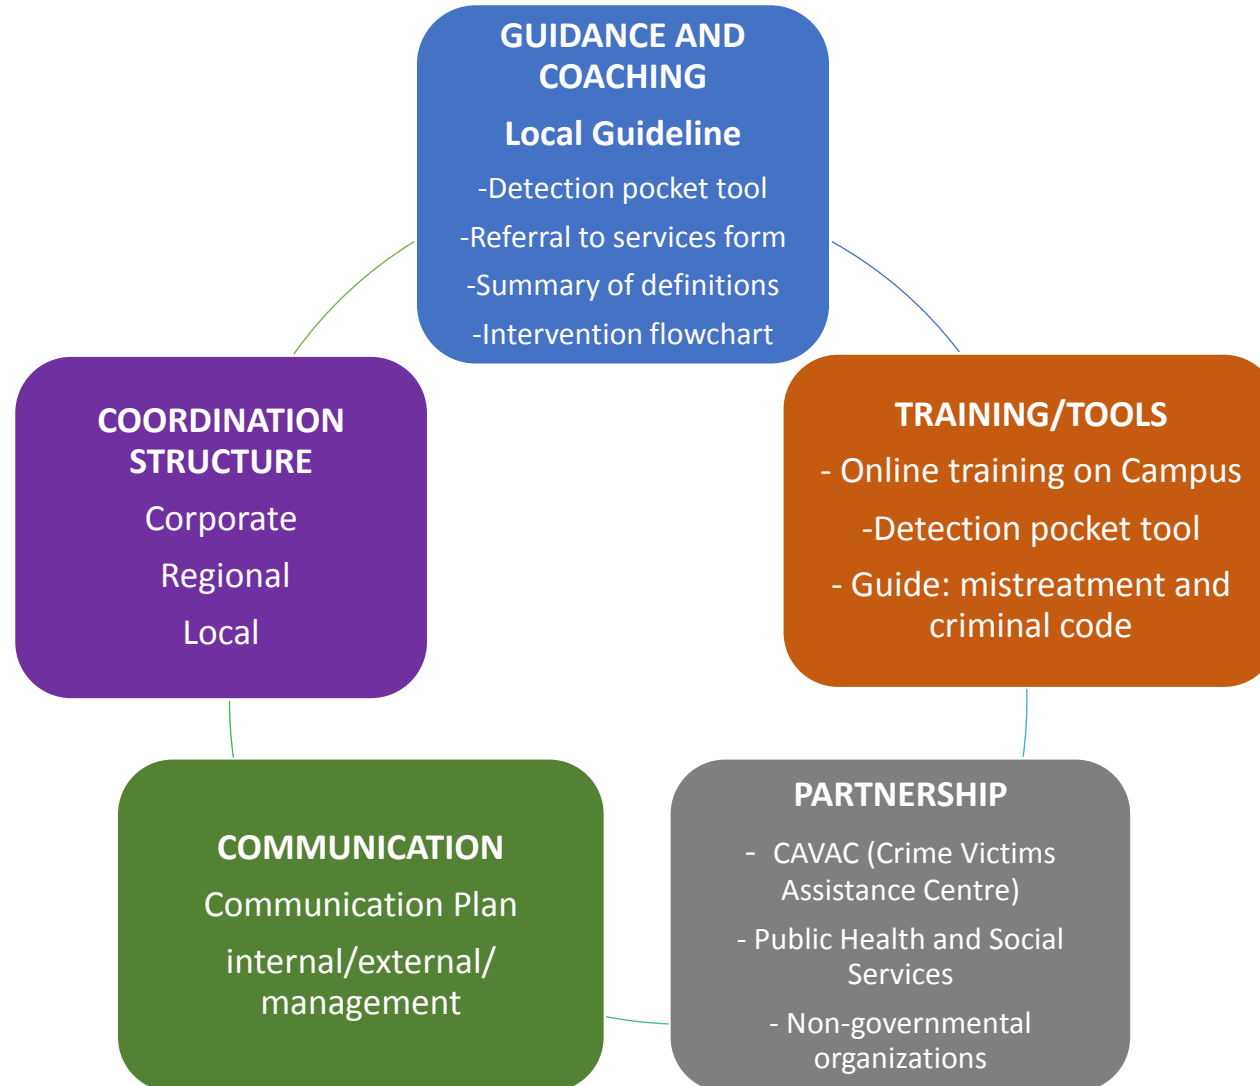 GUIDANCE AND
COACHING
Local Guideline
-Detection pocket tool
-Referral to services form
-Summary of definitions
-Intervention flowchart
TRAINING/TOOLS
- Online training on Campus
-Detection pocket tool
- Guide: mistreatment and
criminal code
PARTNERSHIP
- CAVAC (Crime Victims
Assistance Centre)
- Public Health and Social
Services
- Non-governmental
organizations
COMMUNICATION
Communication Plan
internal/external/
management
COORDINATION
STRUCTURE
Corporate
Regional
Local